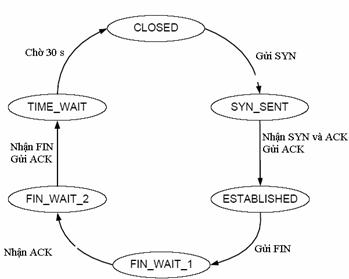 CLOSED
Chờ 30 s
Gửi SYN
TIME_WAIT
SYN_SENT
Nhận FIN
Gửi ACK
Nhận SYN và ACK
Gửi ACK
FIN_WAIT_2
ESTABLISHED
Nhận ACK
Gửi FIN
FIN_WAIT_1